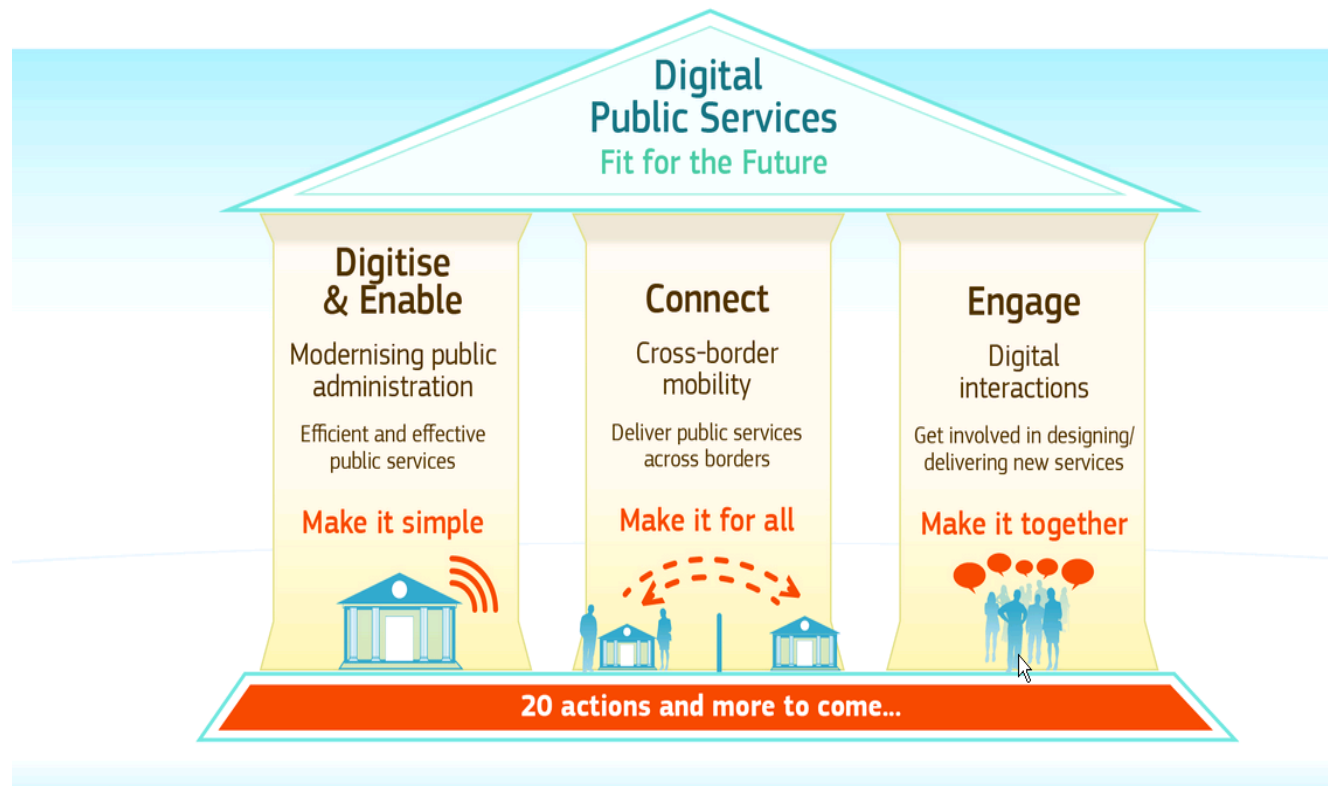 Digital
Public Services
Fit for the Future
Digitise
& Enable
Modernising public
administration
Efficient and effective
public services
Make it simple
Connect
Cross-border
mobility
Deliver public services
across borders
Make it for all
Engage
Digital
interactions
Get involved in designing/
delivering new services
Make it together
20 actions and more to come...